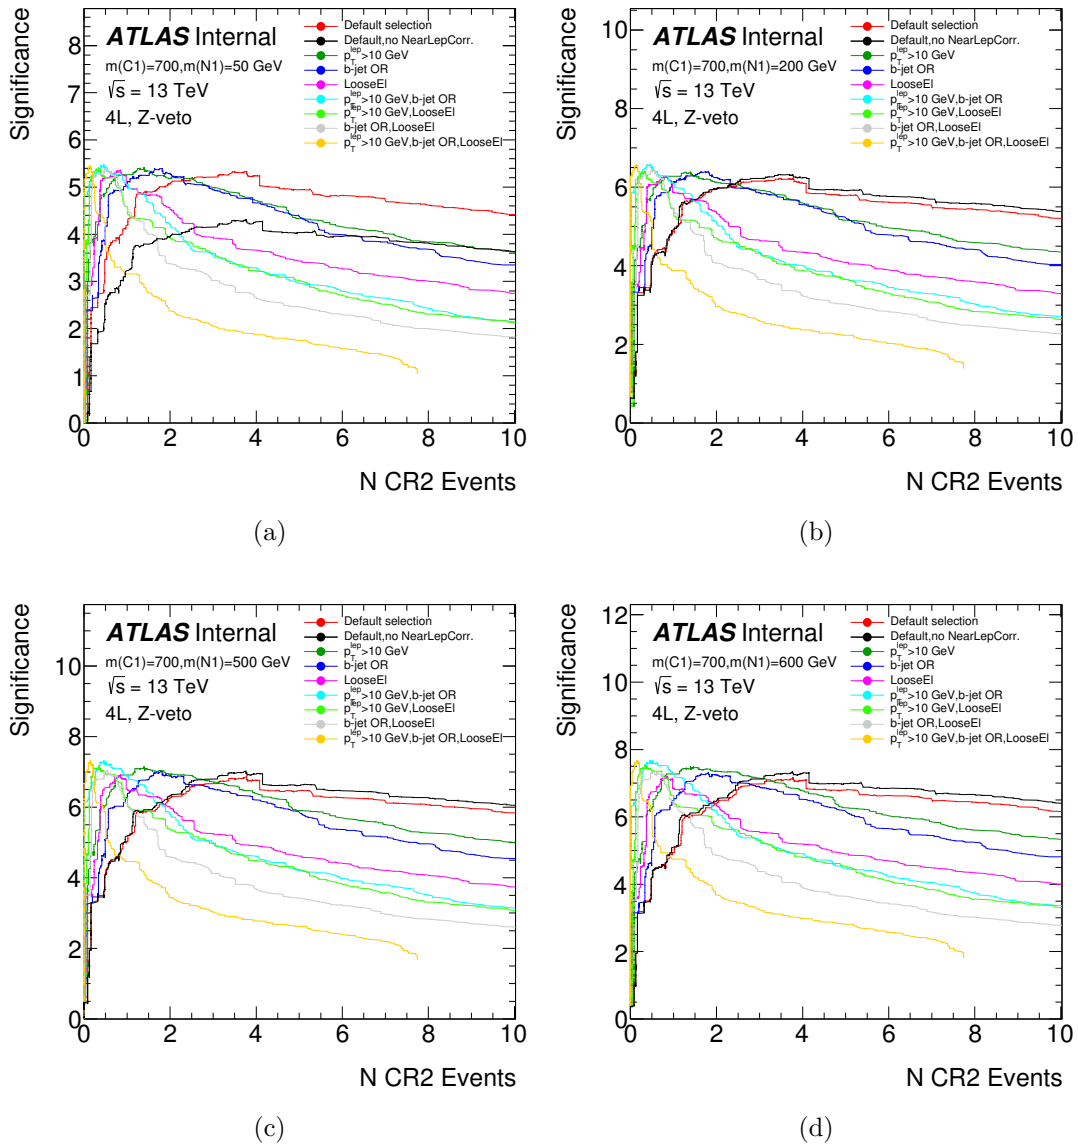 Significance
8
7
6
5
4
3
2
1
0
ATLAS Internal
m(C1)=700,m(N1)=50 GeV
√s = 13 TeV
4L, Z-veto
Default selection
Default,no NearLepCorr.
p_T^lep>10 GeV
b-jet OR
LooseEl
p_T^lep>10 GeV,b-jet OR
p_T^lep>10 GeV,LooseEl
b-jet OR,LooseEl
p_T^lep>10 GeV,b-jet OR,LooseEl
0 2 4 6 8 10
N CR2 Events
(a)
Significance
10
8
6
4
2
0
ATLAS Internal
m(C1)=700,m(N1)=200 GeV
√s = 13 TeV
4L, Z-veto
Default selection
Default,no NearLepCorr.
p_T^lep>10 GeV
b-jet OR
LooseEl
p_T^lep>10 GeV,b-jet OR
p_T^lep>10 GeV,LooseEl
b-jet OR,LooseEl
p_T^lep>10 GeV,b-jet OR,LooseEl
0 2 4 6 8 10
N CR2 Events
(b)
Significance
10
8
6
4
2
0
ATLAS Internal
m(C1)=700,m(N1)=500 GeV
√s = 13 TeV
4L, Z-veto
Default selection
Default,no NearLepCorr.
p_T^lep>10 GeV
b-jet OR
LooseEl
p_T^lep>10 GeV,b-jet OR
p_T^lep>10 GeV,LooseEl
b-jet OR,LooseEl
p_T^lep>10 GeV,b-jet OR,LooseEl
0 2 4 6 8 10
N CR2 Events
(c)
Significance
12
10
8
6
4
2
0
ATLAS Internal
m(C1)=700,m(N1)=600 GeV
√s = 13 TeV
4L, Z-veto
Default selection
Default,no NearLepCorr.
p_T^lep>10 GeV
b-jet OR
LooseEl
p_T^lep>10 GeV,b-jet OR
p_T^lep>10 GeV,LooseEl
b-jet OR,LooseEl
p_T^lep>10 GeV,b-jet OR,LooseEl
0 2 4 6 8 10
N CR2 Events
(d)